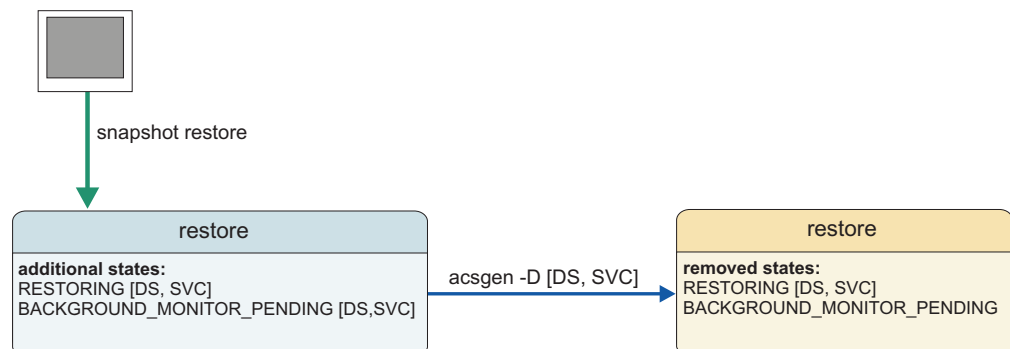 snapshot restore
restore
additional states:
RESTORING [DS, SVC]
BACKGROUND_MONITOR_PENDING [DS,SVC]
acsgen -D [DS, SVC]
restore
removed states:
RESTORING [DS, SVC]
BACKGROUND_MONITOR_PENDING